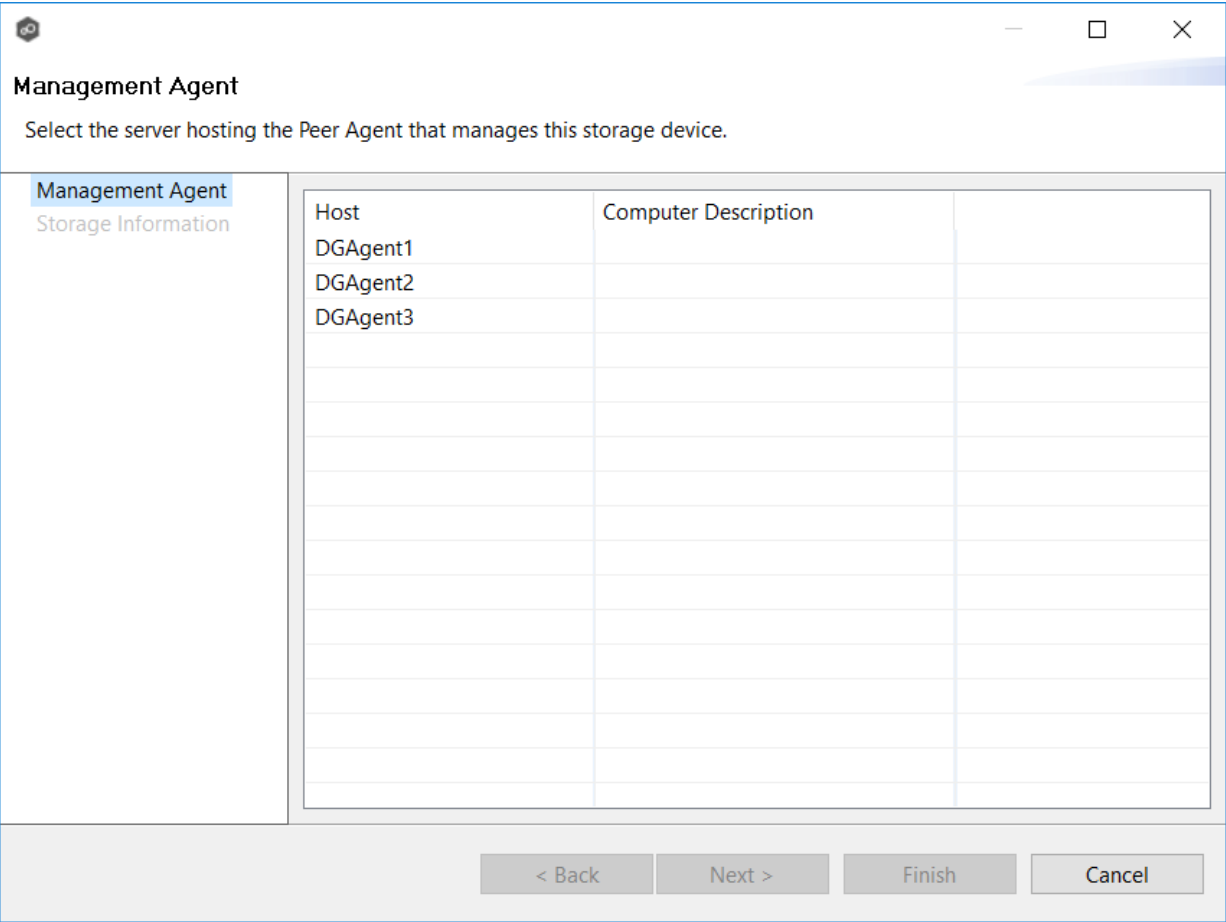 Management Agent
Select the server hosting the Peer Agent that manages this storage device.
Management Agent
Storage Information
Host Computer Description
DGAgent1
DGAgent2
DGAgent3
< Back Next > Finish Cancel